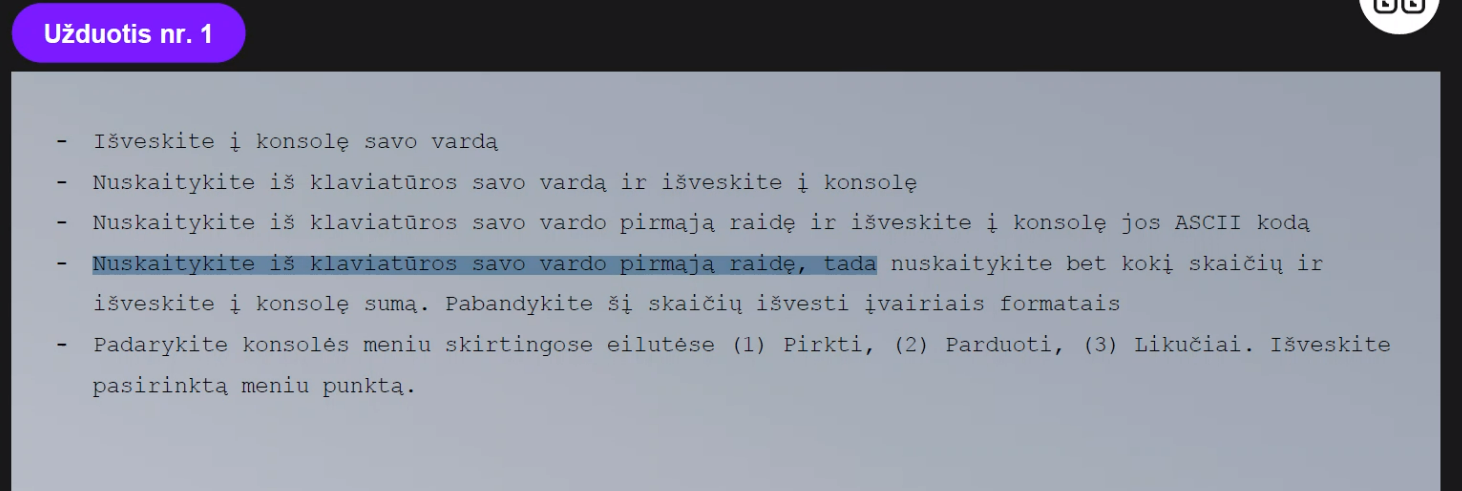 Užduotis nr. 1
- Išveskite į konsolę savo vardą
- Nuskaitykite iš klaviatūros savo vardą ir išveskite į konsolę
- Nuskaitykite iš klaviatūros savo vardo pirmąją raidę ir išveskite į konsolę jos ASCII kodą
- Nuskaitykite iš klaviatūros savo vardo pirmąją raidę, tada nuskaitykite bet kokį skaičių ir
išveskite į konsolę sumą. Pabandykite šį skaičių išvesti įvairiais formatais
- Padarykite konsolės meniu skirtingose eilutėse (1) Pirkti, (2) Parduoti, (3) Likučiai. Išveskite
pasirinktą meniu punktą.